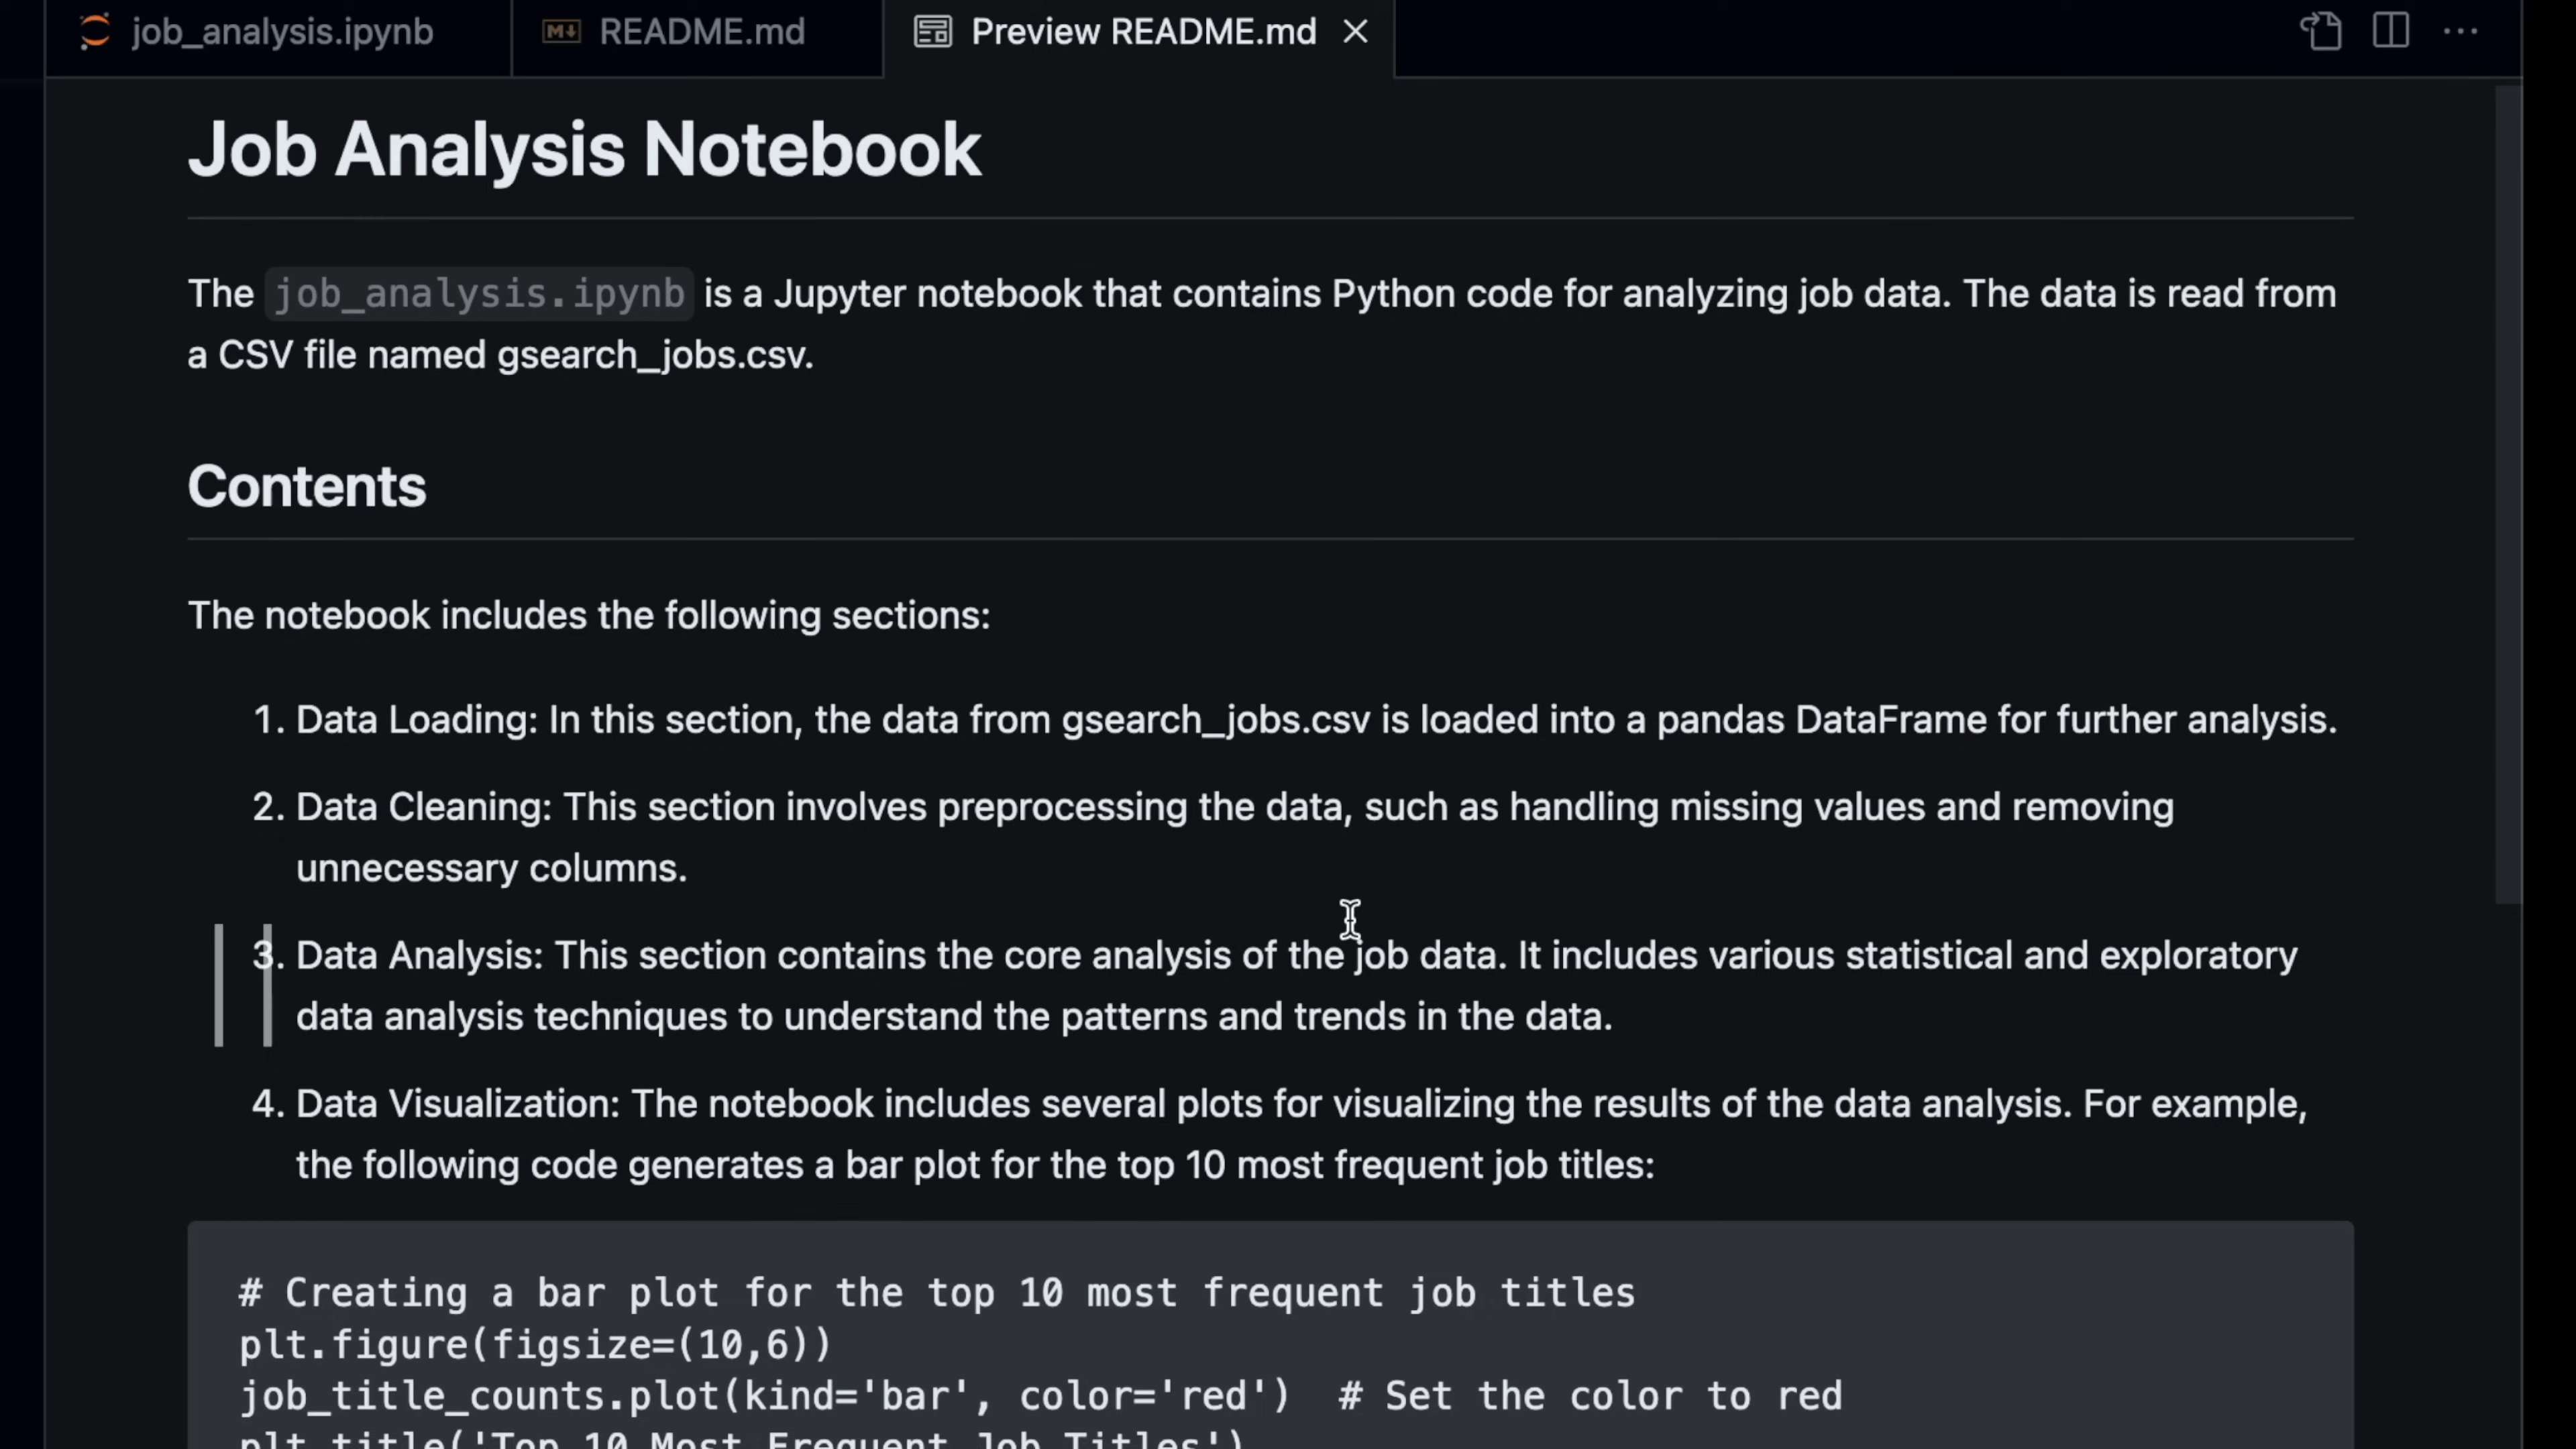 job_analysis.ipynb
README.md
Preview README.md
Job Analysis Notebook
The job_analysis.ipynb is a Jupyter notebook that contains Python code for analyzing job data. The data is read from
a CSV file named gsearch_jobs.csv.
Contents
The notebook includes the following sections:
1. Data Loading: In this section, the data from gsearch_jobs.csv is loaded into a pandas DataFrame for further analysis.
2. Data Cleaning: This section involves preprocessing the data, such as handling missing values and removing
unnecessary columns.
3. Data Analysis: This section contains the core analysis of the job data. It includes various statistical and exploratory
data analysis techniques to understand the patterns and trends in the data.
4. Data Visualization: The notebook includes several plots for visualizing the results of the data analysis. For example,
the following code generates a bar plot for the top 10 most frequent job titles:
# Creating a bar plot for the top 10 most frequent job titles
plt.figure(figsize=(10,6))
job_title_counts.plot(kind='bar', color='red')  # Set the color to red
plt.title('Top 10 Most Frequent Job Titles')